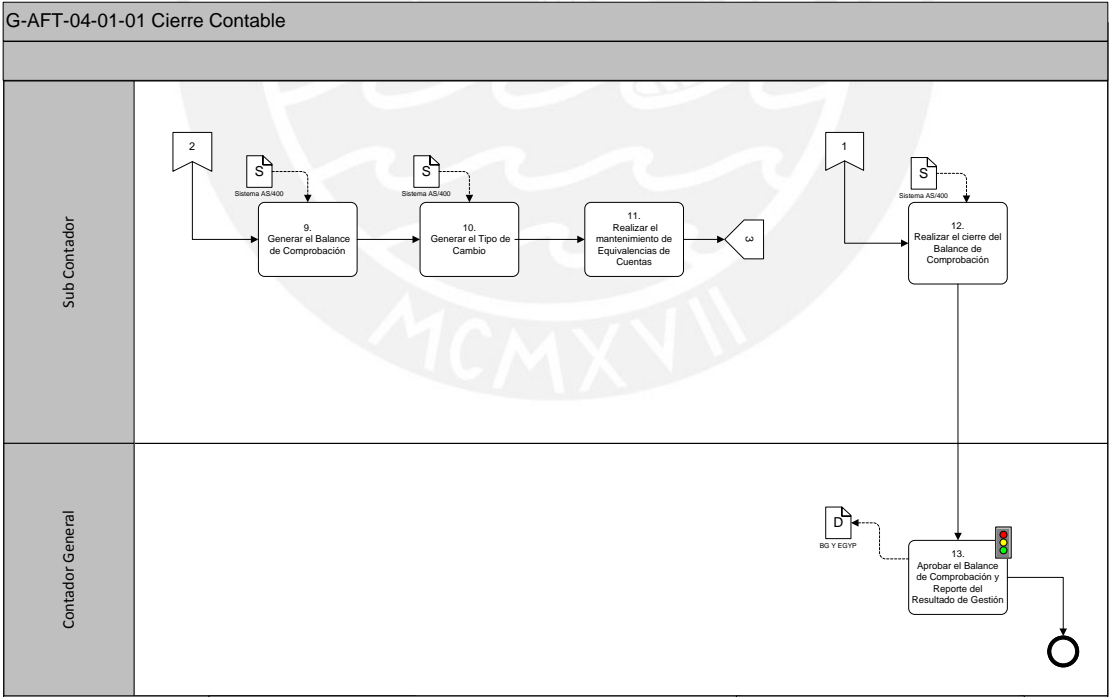 G-AFT-04-01-01 Cierre Contable
Sub Contador
2
S
Sistema AS/400
9.
Generar el Balance
de Comprobación
S
Sistema AS/400
10.
Generar el Tipo de
Cambio
11.
Realizar el
mantenimiento de
Equivalencias de
Cuentas
3
1
S
Sistema AS/400
12.
Realizar el cierre del
Balance de
Comprobación
MCMXVII
Contador General
D
BG Y EGYP
13.
Aprobar el Balance
de Comprobación y
Reporte del
Resultado de Gestión